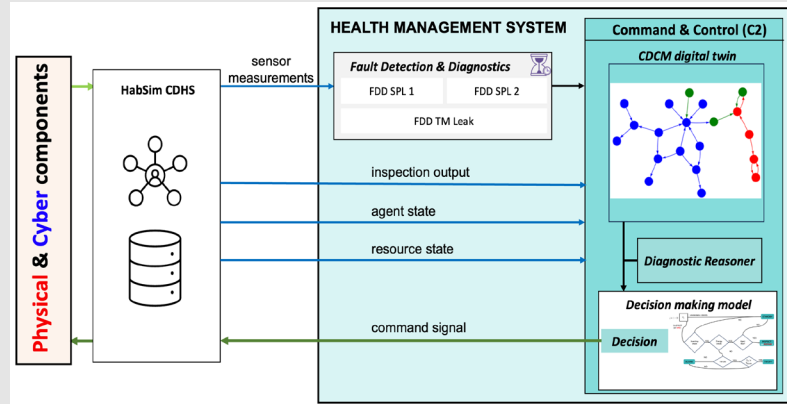 HEALTH MANAGEMENT SYSTEM
Command & Control (C2)
CDCM digital twin
sensor
measurements
Fault Detection & Diagnostics
FDD SPL 1
FDD SPL 2
FDD TM Leak
HabSim CDHS
Physical & Cyber components
inspection output
agent state
resource state
Diagnostic Reasoner
Decision making model
command signal
Decision